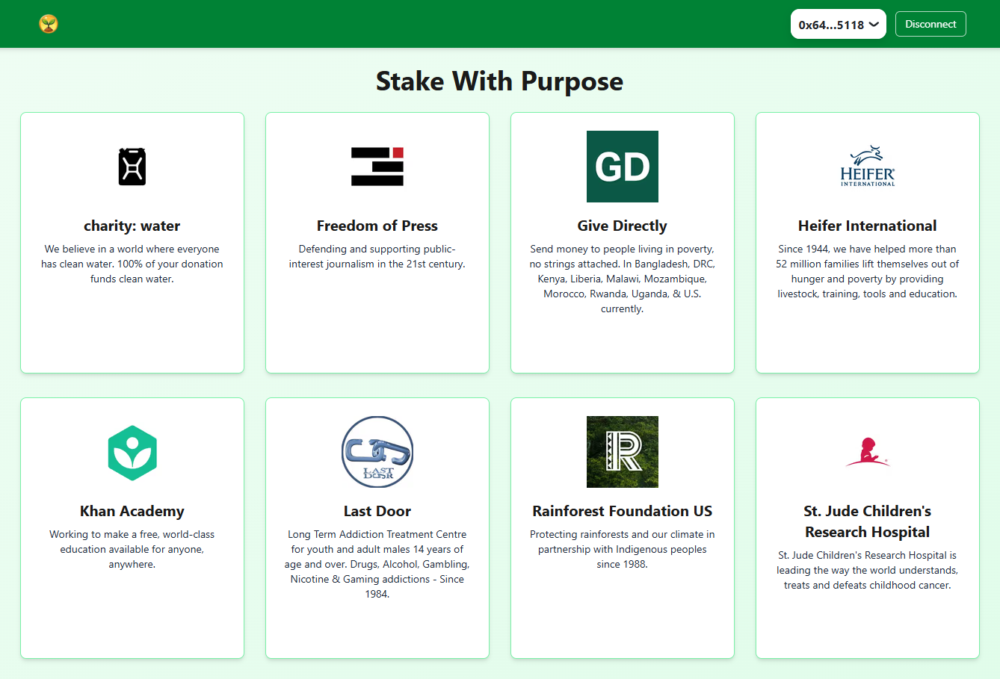 0x64...5118
Disconnect
Stake With Purpose
charity: water
We believe in a world where everyone
has clean water. 100% of your donation
funds clean water.
Freedom of Press
Defending and supporting public-
interest journalism in the 21st century.
GD
Give Directly
Send money to people living in poverty,
no strings attached. In Bangladesh, DRC,
Kenya, Liberia, Malawi, Mozambique,
Morocco, Rwanda, Uganda, & U.S.
currently.
HEIFER®
INTERNATIONAL
Heifer International
Since 1944, we have helped more than
52 million families lift themselves out of
hunger and poverty by providing
livestock, training, tools and education.
Khan Academy
Working to make a free, world-class
education available for anyone,
anywhere.
LAST
DOOR
Last Door
Long Term Addiction Treatment Centre
for youth and adult males 14 years of
age and over. Drugs, Alcohol, Gambling,
Nicotine & Gaming addictions - Since
1984.
R
Rainforest Foundation US
Protecting rainforests and our climate in
partnership with Indigenous peoples
since 1988.
St. Jude Children's
Research Hospital
St. Jude Children's Research Hospital is
leading the way the world understands,
treats and defeats childhood cancer.